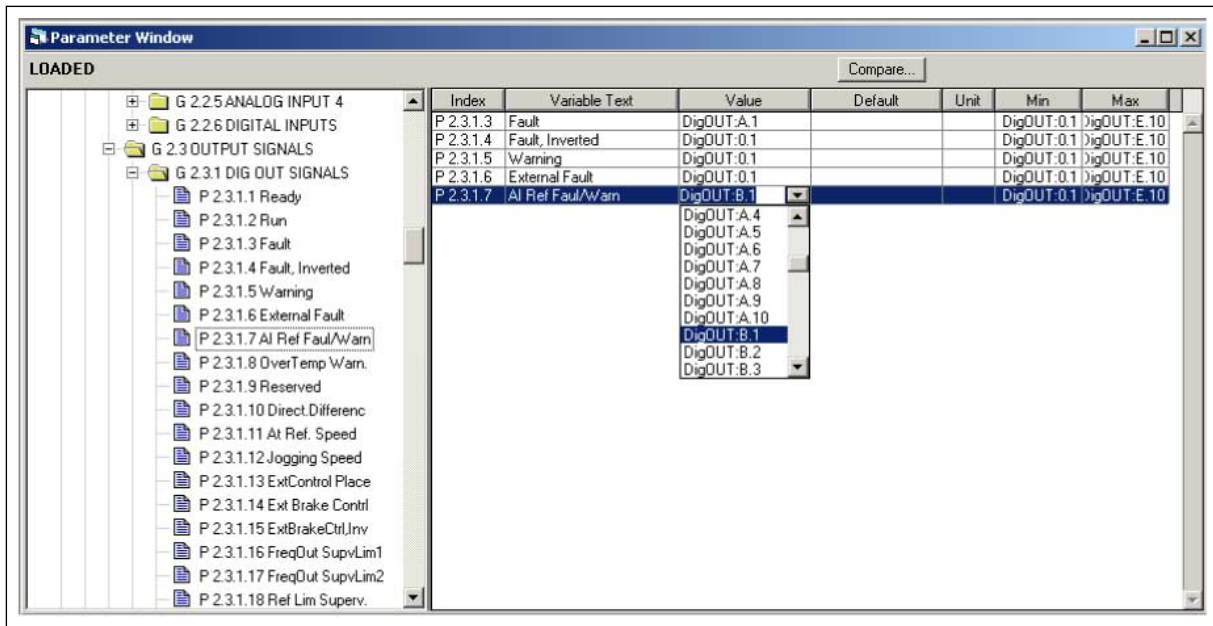 Parameter Window
LOADED
Compare...
G 2.2.5 ANALOG INPUT 4
G 2.2.6 DIGITAL INPUTS
G 2.3 OUTPUT SIGNALS
G 2.3.1 DIG OUT SIGNALS
P 2.3.1.1 Ready
P 2.3.1.2 Run
P 2.3.1.3 Fault
P 2.3.1.4 Fault, Inverted
P 2.3.1.5 Warning
P 2.3.1.6 External Fault
P 2.3.1.7 AI Ref Faul/Warn
P 2.3.1.8 OverTemp Warn.
P 2.3.1.9 Reserved
P 2.3.1.10 Direct.Differenc
P 2.3.1.11 At Ref. Speed
P 2.3.1.12 Jogging Speed
P 2.3.1.13 ExtControl Place
P 2.3.1.14 Ext Brake Contrl
P 2.3.1.15 ExtBrakeCtrl,Inv
P 2.3.1.16 FreqOut SupvLim1
P 2.3.1.17 FreqOut SupvLim2
P 2.3.1.18 Ref Lim Superv.
Index Variable Text Value Default Unit Min Max
P 2.3.1.3 Fault DigOUT:A.1 DigOUT:0.1 DigOUT:E.10
P 2.3.1.4 Fault, Inverted DigOUT:0.1 DigOUT:0.1 DigOUT:E.10
P 2.3.1.5 Warning DigOUT:0.1 DigOUT:0.1 DigOUT:E.10
P 2.3.1.6 External Fault DigOUT:0.1 DigOUT:0.1 DigOUT:E.10
P 2.3.1.7 AI Ref Faul/Warn DigOUT:B.1 DigOUT:0.1 DigOUT:E.10
DigOUT:A.4
DigOUT:A.5
DigOUT:A.6
DigOUT:A.7
DigOUT:A.8
DigOUT:A.9
DigOUT:A.10
DigOUT:B.1
DigOUT:B.2
DigOUT:B.3